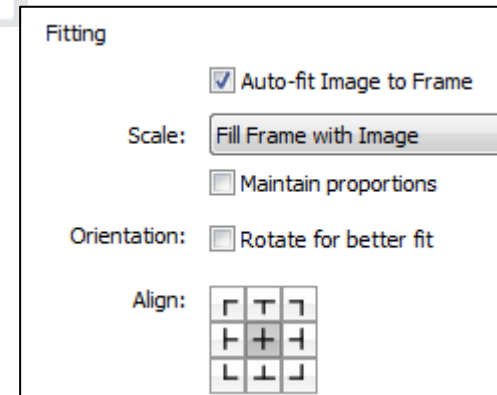 Fitting
Auto-fit Image to Frame
Scale: Fill Frame with Image
Maintain proportions
Orientation: Rotate for better fit
Align: